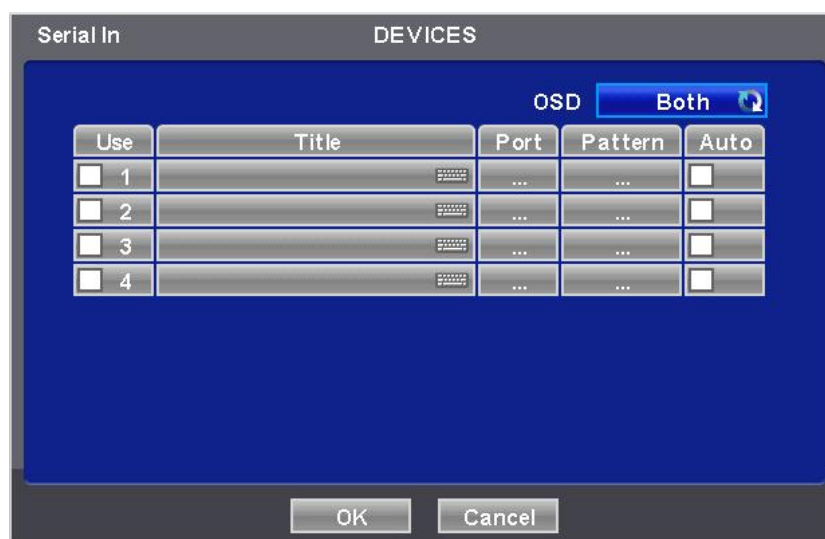 Serial In DEVICES
OSD Both
Use Title Port Pattern Auto
1 ... ...
2 ... ...
3 ... ...
4 ... ...
OK Cancel